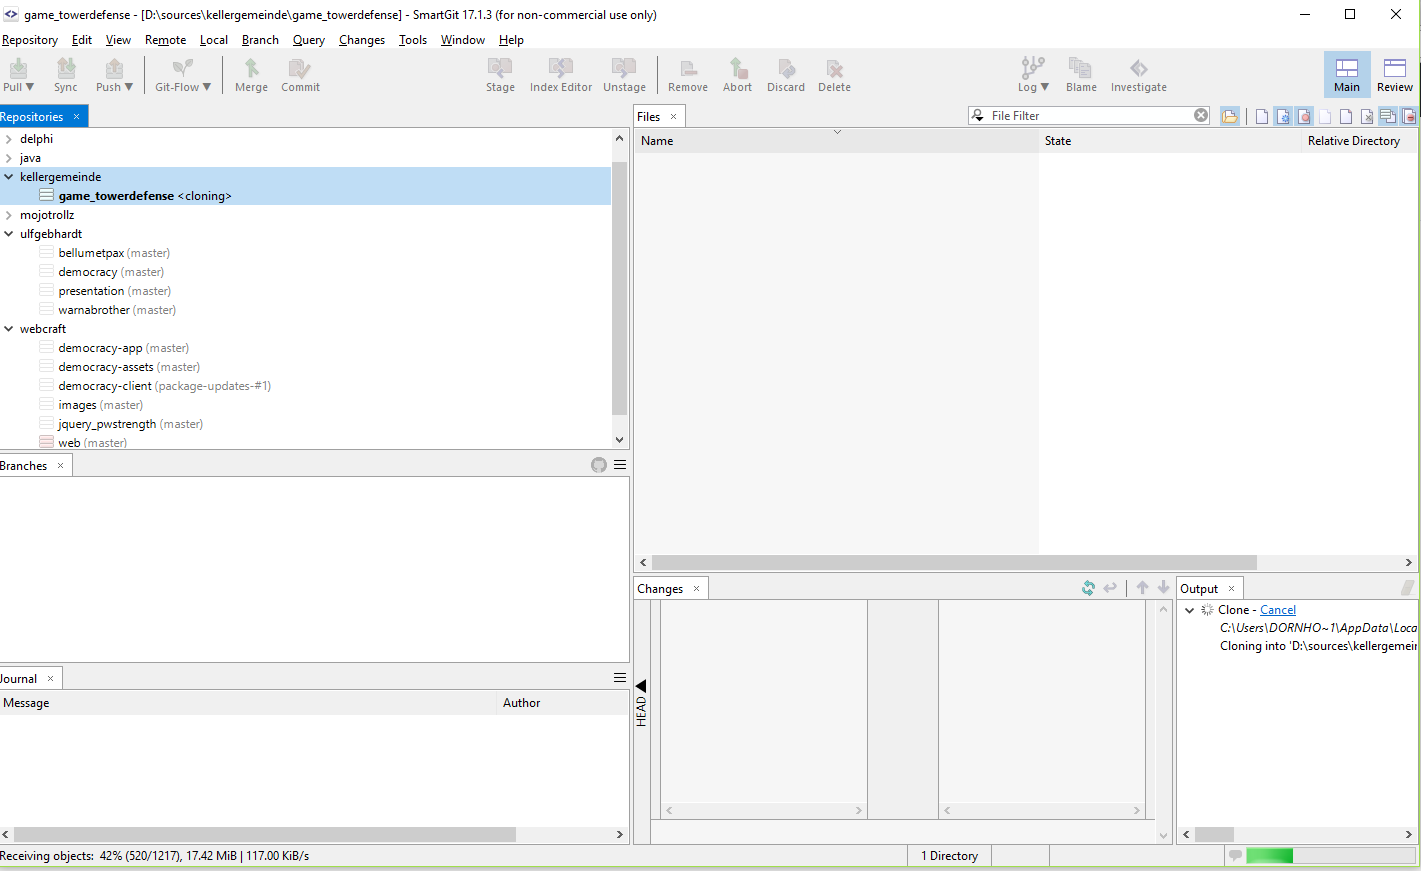 game_towerdefense - [D:\sources\kellergemeinde\game_towerdefense] - SmartGit 17.1.3 (for non-commercial use only)
Repository Edit View Remote Local Branch Query Changes Tools Window Help
Pull Sync Push Git-Flow Merge Commit Stage Index Editor Unstage Remove Abort Discard Delete Log Blame Investigate Main Review
Repositories
Files
File Filter
Name State Relative Directory
delphi
java
kellergemeinde
game_towerdefense <cloning>
mojotrollz
ulfgebhardt
bellumetpax (master)
democracy (master)
presentation (master)
warnabrother (master)
webcraft
democracy-app (master)
democracy-assets (master)
democracy-client (package-updates-#1)
images (master)
jquery_pwstrength (master)
web (master)
Branches
Journal
Message Author
Changes
HEAD
Output
Clone - Cancel
C:\Users\DORNHO~1\AppData\Loca
Cloning into 'D:\sources\kellergemein
Receiving objects: 42% (520/1217), 17.42 MiB | 117.00 KiB/s
1 Directory